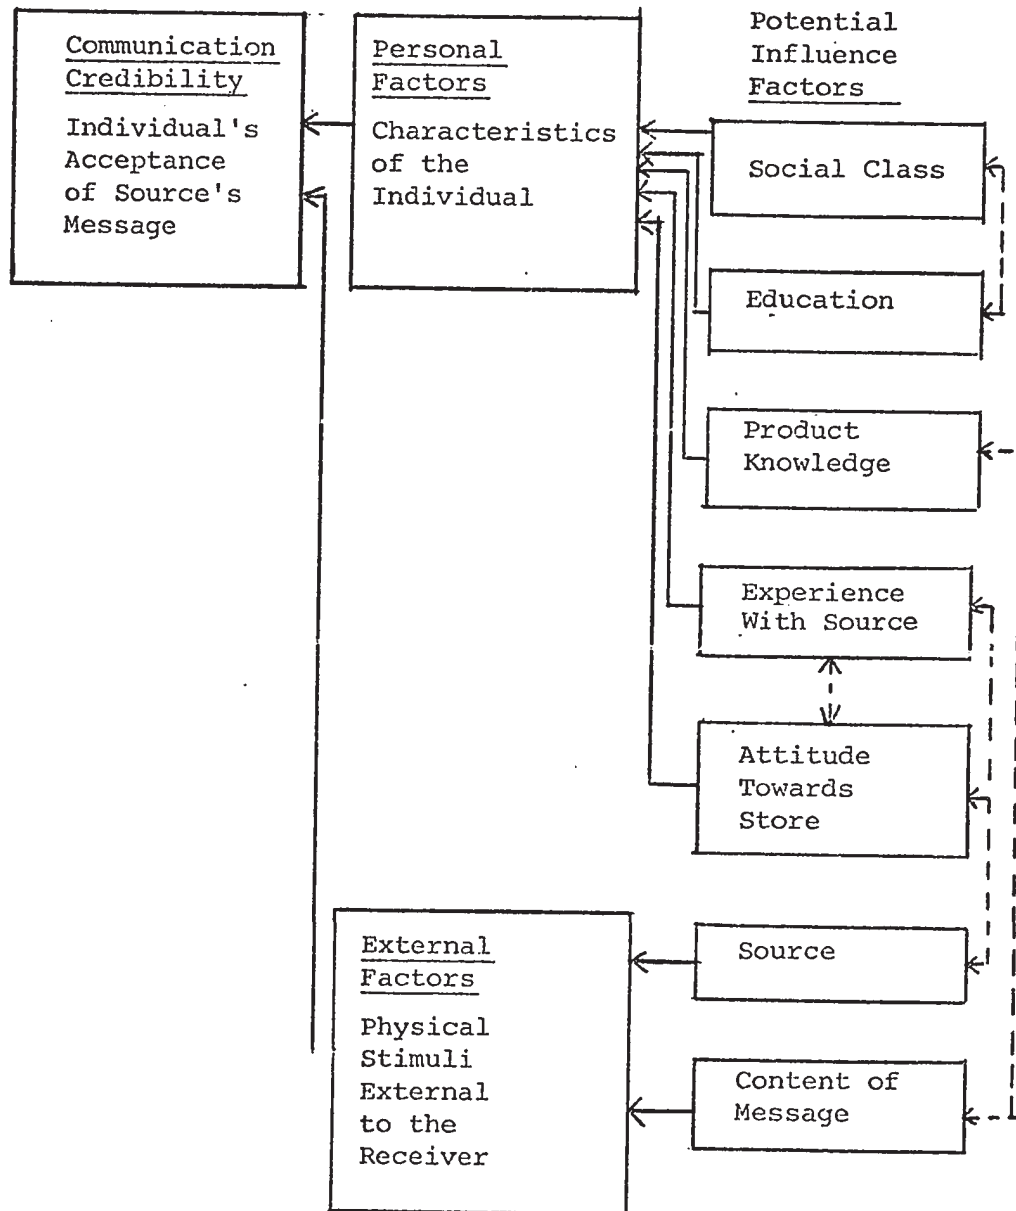 Communication
Credibility
Individual's
Acceptance
of Source's
Message
Personal
Factors
Characteristics
of the
Individual
Potential
Influence
Factors
Social Class
Education
Product
Knowledge
Experience
With Source
Attitude
Towards
Store
External
Factors
Physical
Stimuli
External
to the
Receiver
Source
Content of
Message